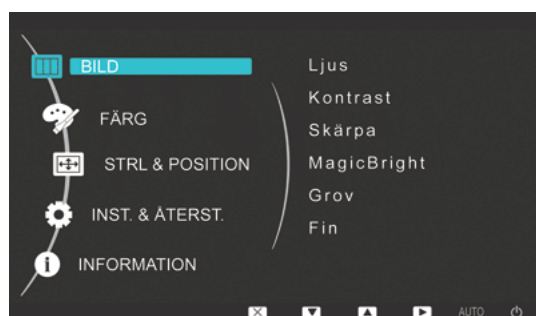 BILD
FÄRG
STRL & POSITION
INST. & ÅTERST.
INFORMATION
Ljus
Kontrast
Skärpa
MagicBright
Grov
Fin
AUTO